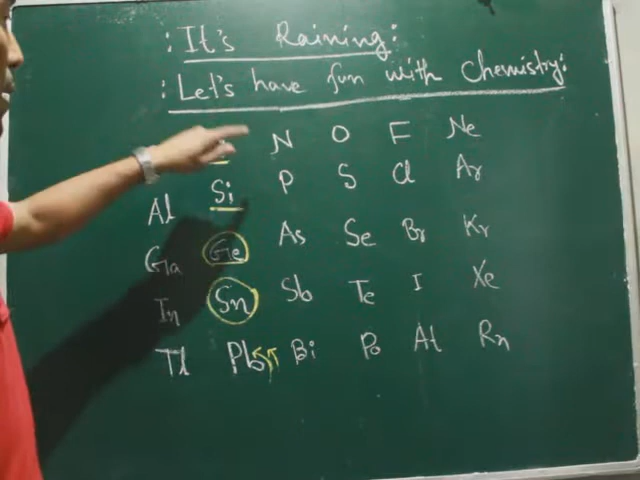 : It's Raining:
: Let's have fun with Chemistry:
N O F Ne
Si P S Cl Ar
Al
Ge As Se Br Kr
Ga
Sn Sb Te I Xe
In
Tl Pb Bi Po At Rn